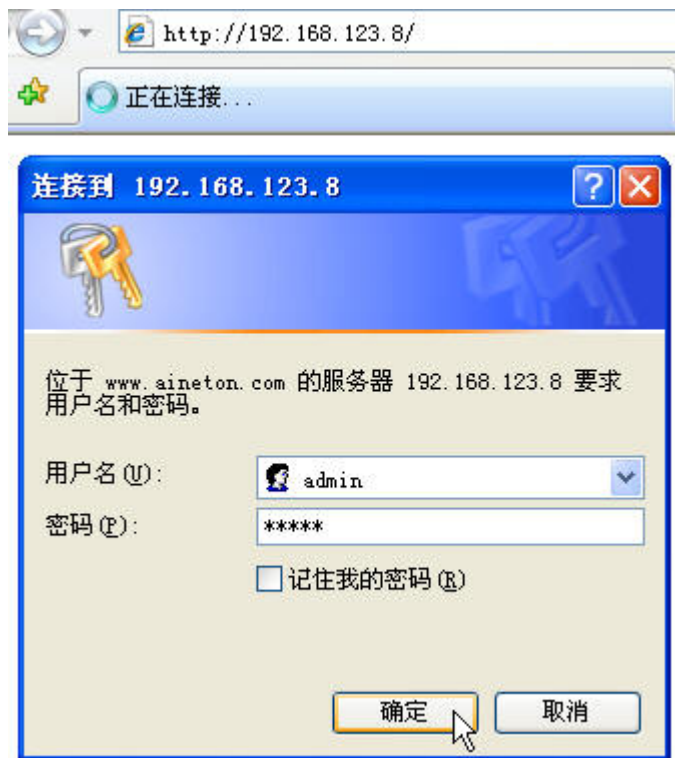 http://192.168.123.8/
正在连接...
连接到 192.168.123.8
位于 www.aineton.com 的服务器 192.168.123.8 要求
用户名和密码。
用户名(U):
admin
密码(P):
*****
记住我的密码(R)
确定
取消